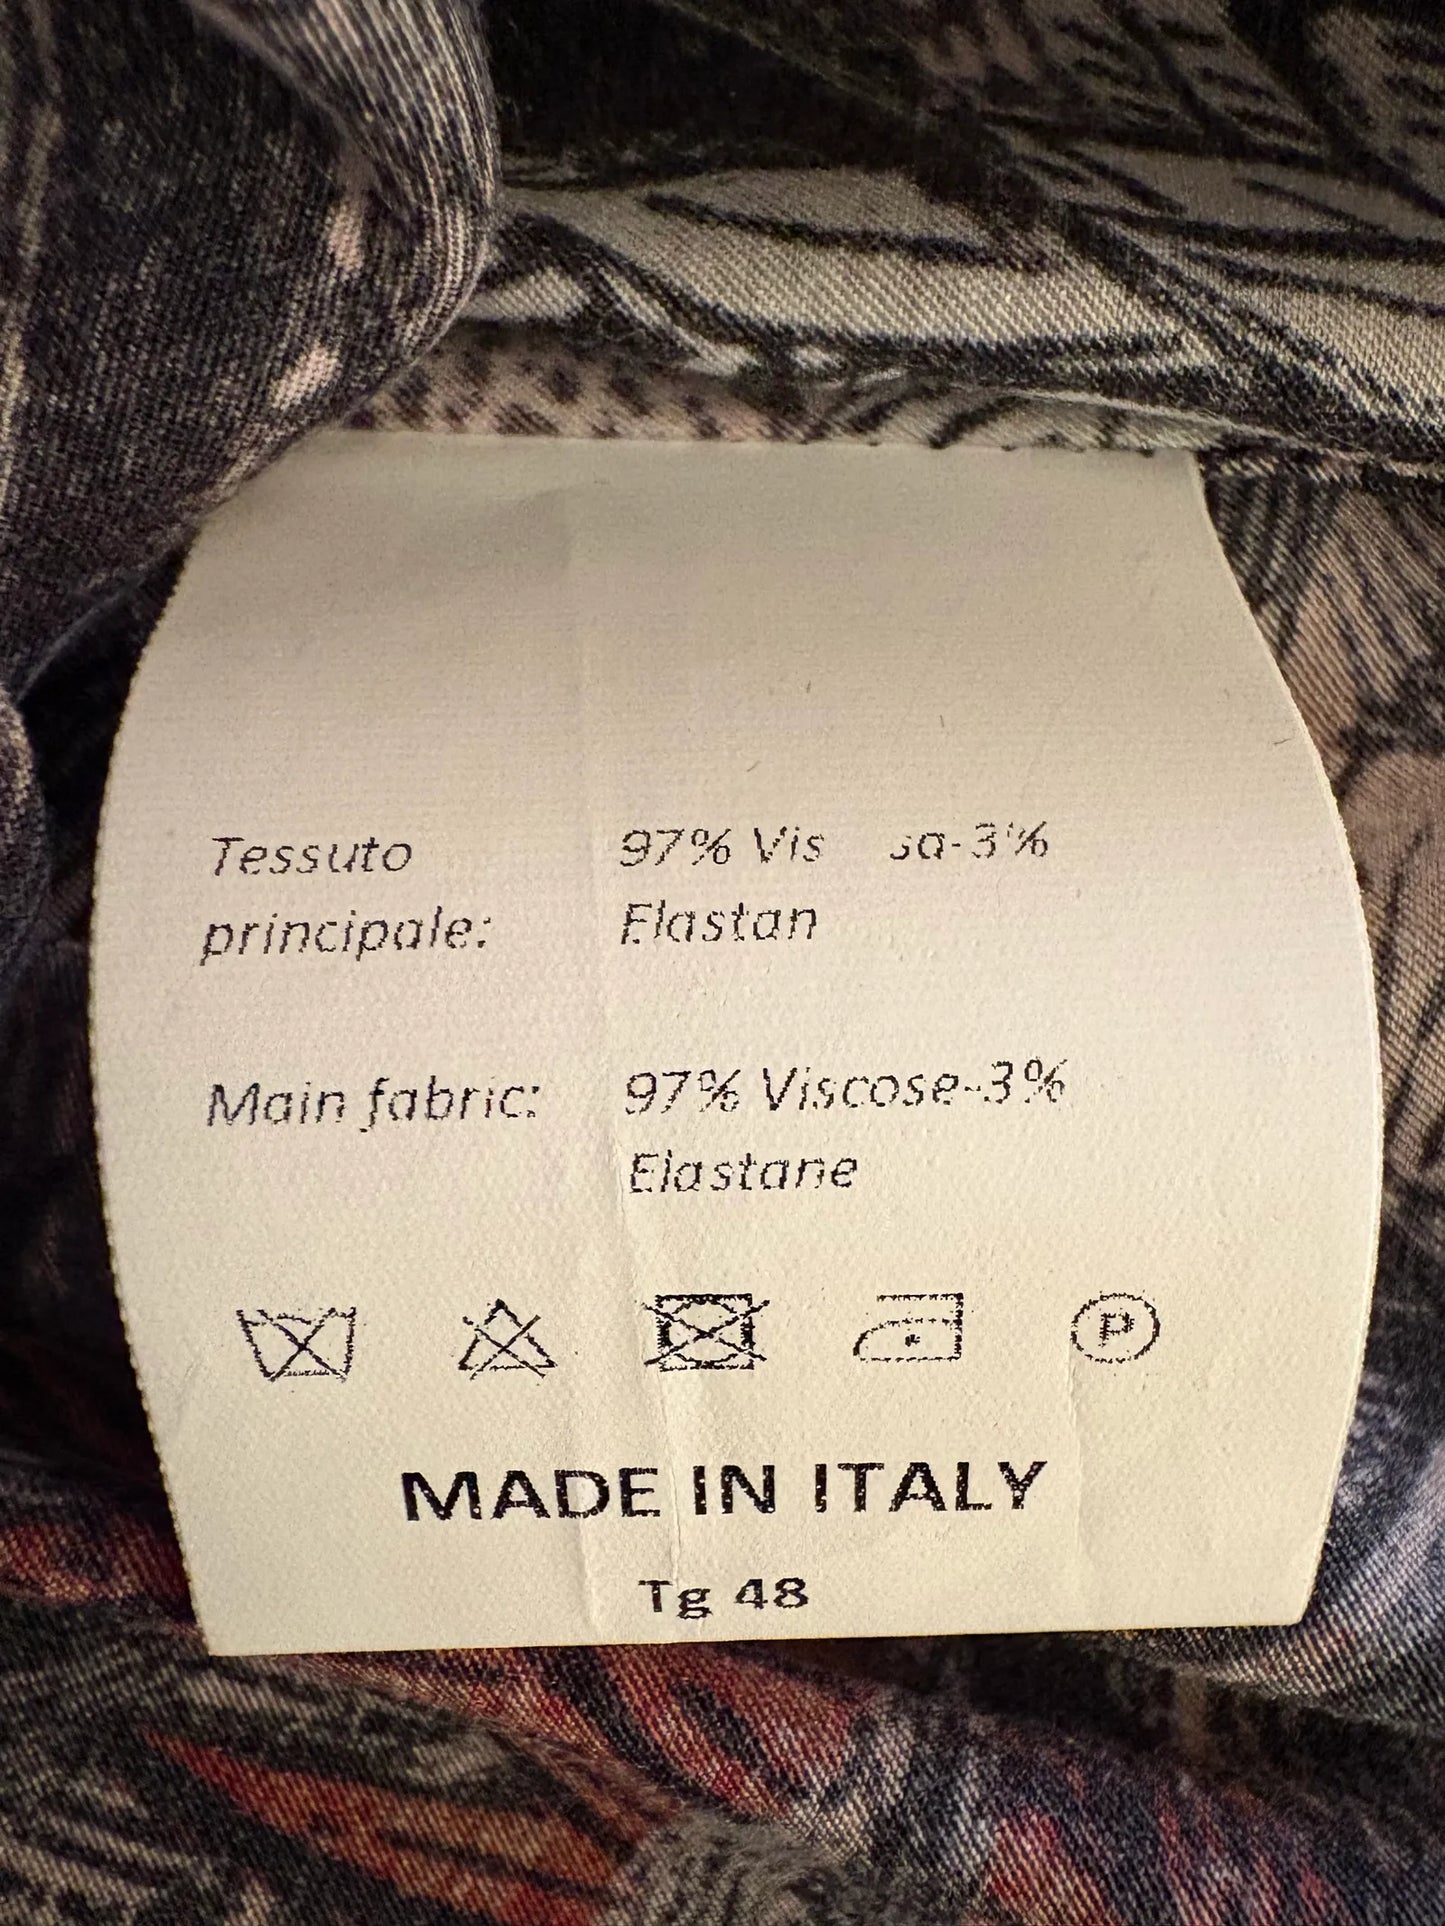 Tessuto 97% Vis sa-3%
principale: Elastan
Main fabric: 97% Viscose-3%
Elastane
P
MADE IN ITALY
Tg 48